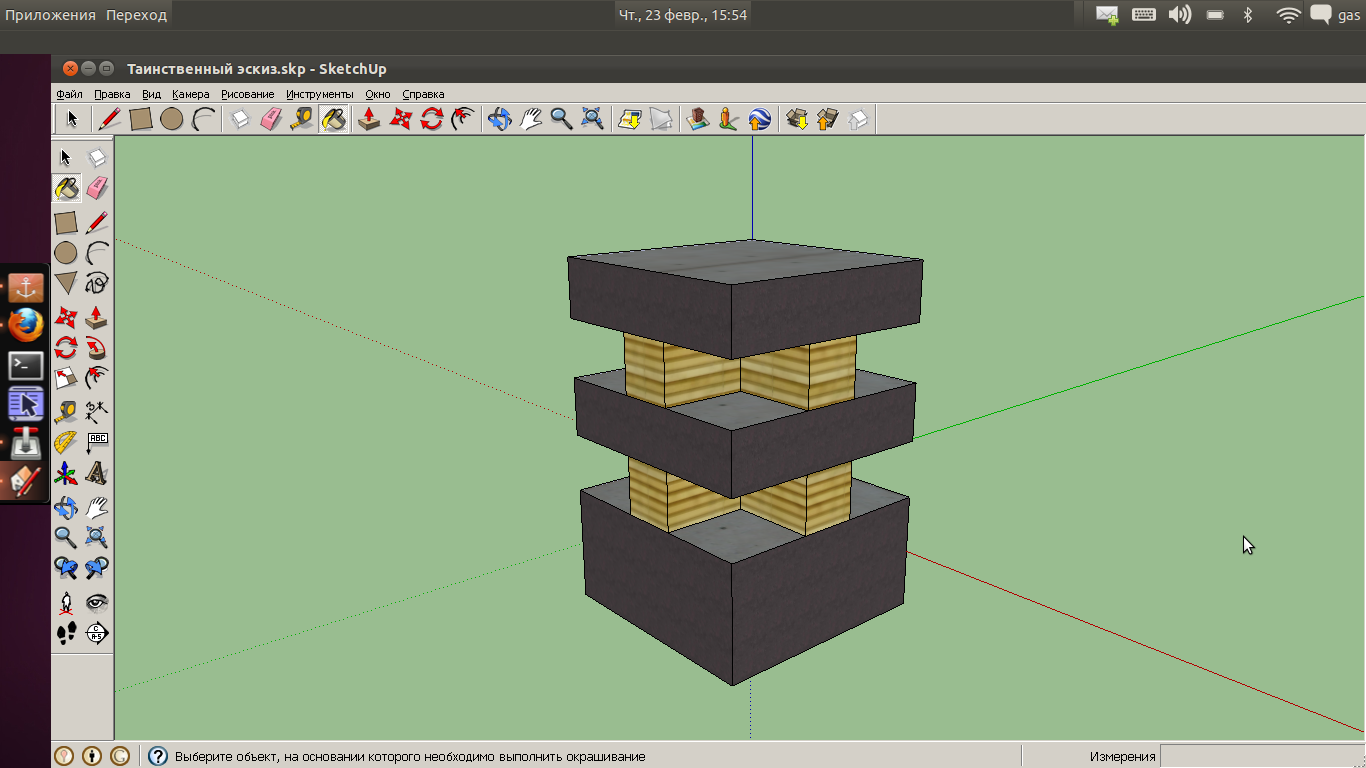 Приложения Переход Чт., 23 февр., 15:54 gas
Таинственный эскиз.skp - SketchUp
Файл Правка Вид Камера Рисование Инструменты Окно Справка
ABC
Выберите объект, на основании которого необходимо выполнить окрашивание Измерения